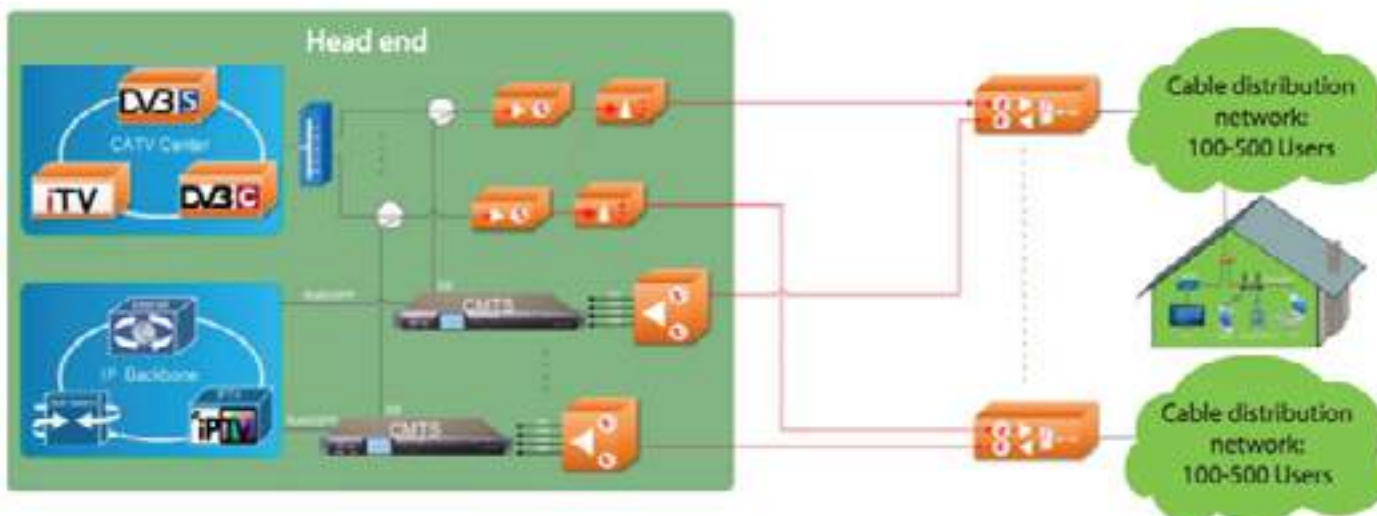 Head end
DVB S
CATV Center
iTV
DVB C
CMTS
IP Backbone
iPTV
CMTS
Cable distribution
network:
100-500 Users
Cable distribution
network:
100-500 Users